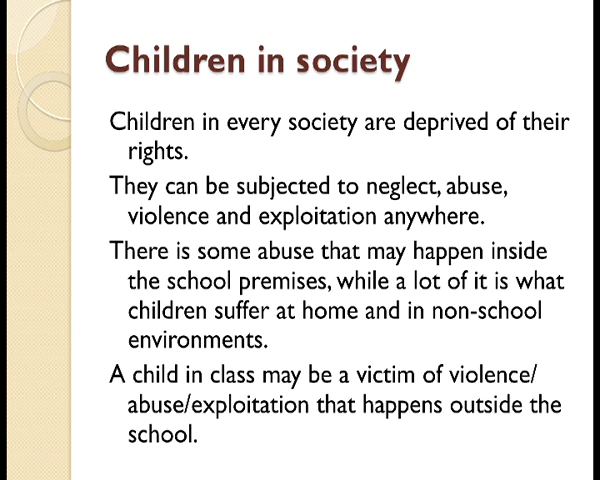 Children in society
Children in every society are deprived of their
rights.
They can be subjected to neglect, abuse,
violence and exploitation anywhere.
There is some abuse that may happen inside
the school premises, while a lot of it is what
children suffer at home and in non-school
environments.
A child in class may be a victim of violence/
abuse/exploitation that happens outside the
school.